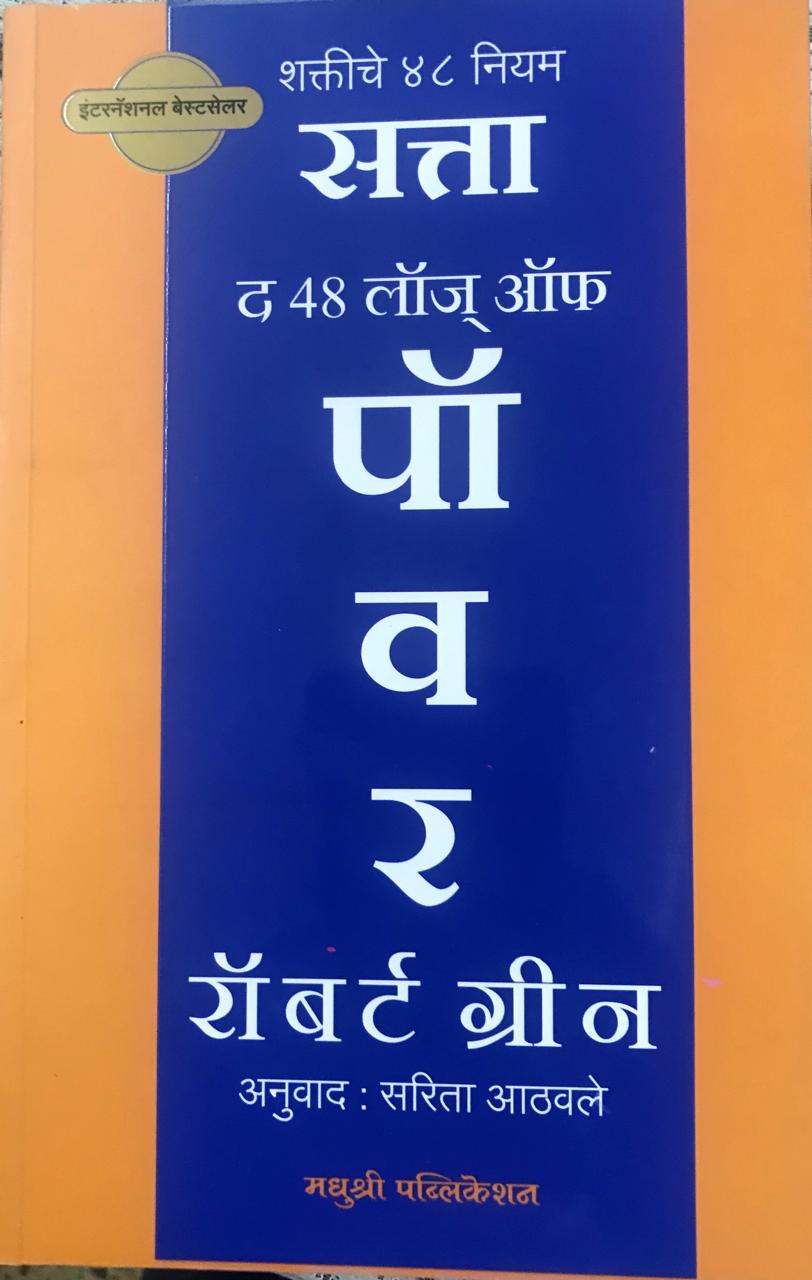 शक्तीचे ४८ नियम
इंटरनॅशनल बेस्टसेलर
सत्ता
द 48 लॉज् ऑफ
पॉ
व
र
रॉबर्ट ग्रीन
अनुवाद : सरिता आठवले
मधुश्री पब्लिकेशन